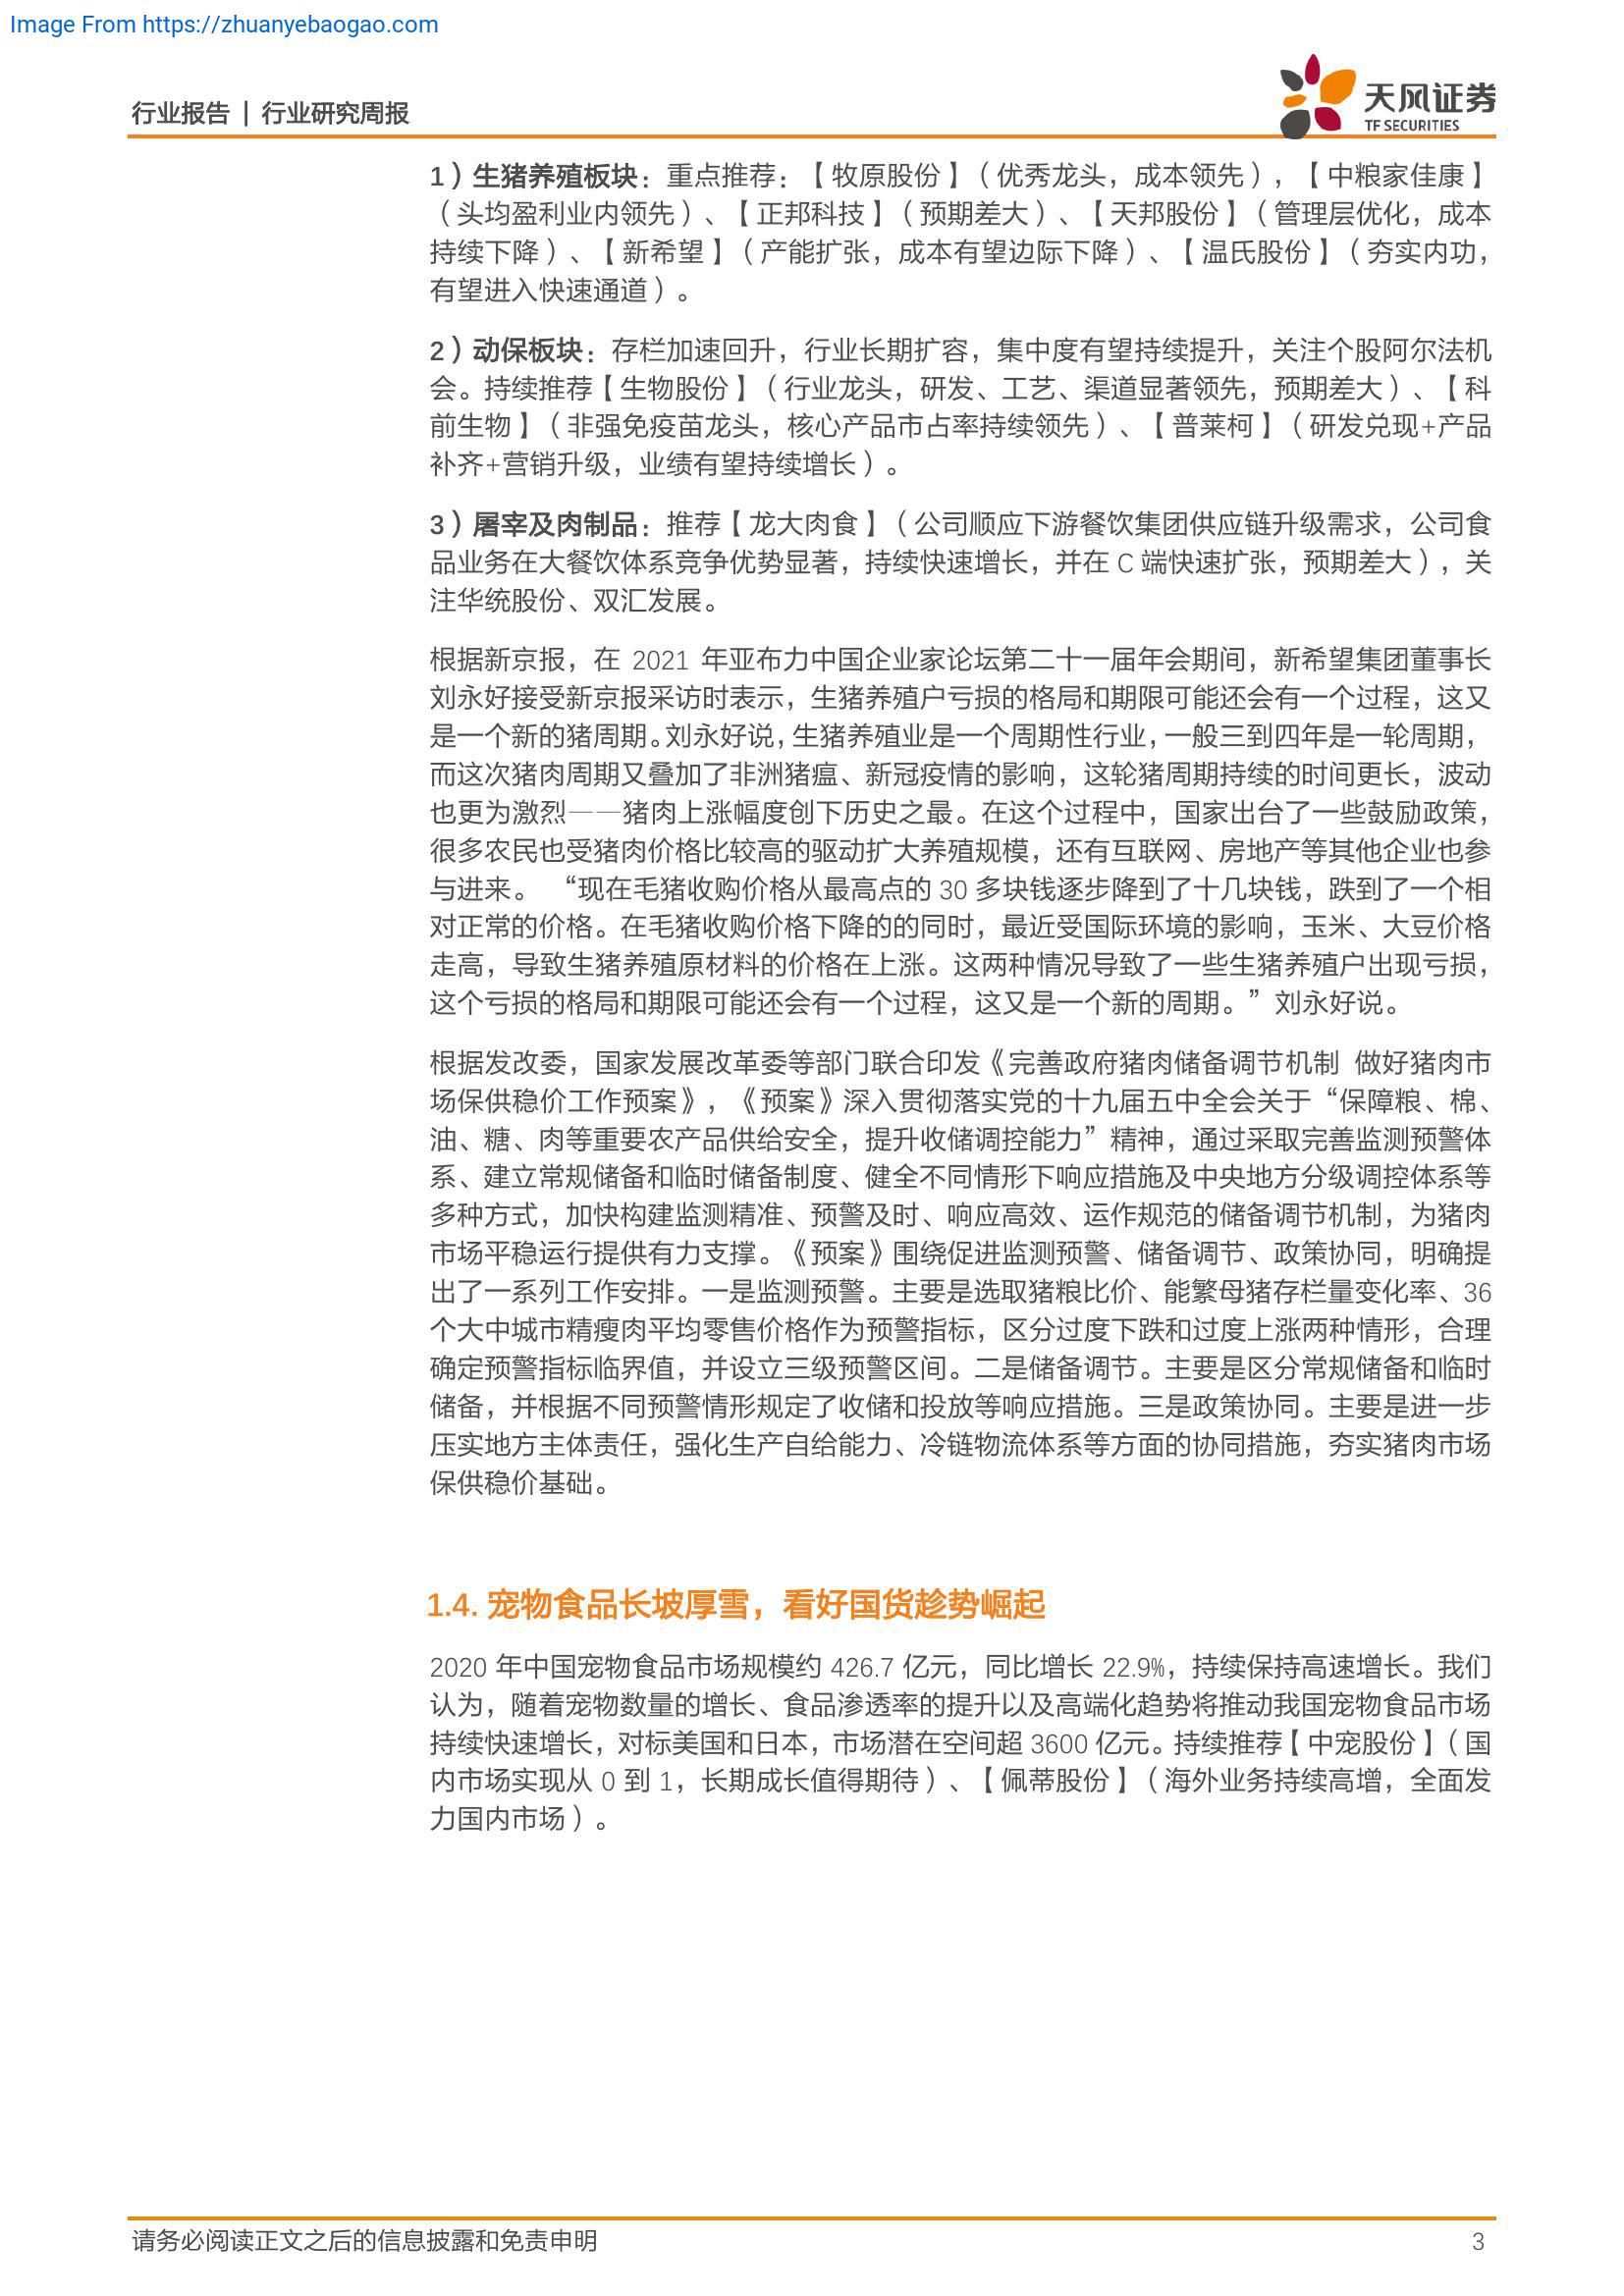 Image From https://zhuanyebaogao.com
行业报告 | 行业研究周报
天风证券
TF SECURITIES
1）生猪养殖板块：重点推荐：【牧原股份】（优秀龙头，成本领先），【中粮家佳康】
（头均盈利业内领先）、【正邦科技】（预期差大）、【天邦股份】（管理层优化，成本
持续下降）、【新希望】（产能扩张，成本有望边际下降）、【温氏股份】（夯实内功，
有望进入快速通道）。
2）动保板块：存栏加速回升，行业长期扩容，集中度有望持续提升，关注个股阿尔法机
会。持续推荐【生物股份】（行业龙头，研发、工艺、渠道显著领先，预期差大）、【科
前生物】（非强免疫苗龙头，核心产品市占率持续领先）、【普莱柯】（研发兑现+产品
补齐+营销升级，业绩有望持续增长）。
3）屠宰及肉制品：推荐【龙大肉食】（公司顺应下游餐饮集团供应链升级需求，公司食
品业务在大餐饮体系竞争优势显著，持续快速增长，并在 C 端快速扩张，预期差大），关
注华统股份、双汇发展。
根据新京报，在 2021 年亚布力中国企业家论坛第二十一届年会期间，新希望集团董事长
刘永好接受新京报采访时表示，生猪养殖户亏损的格局和期限可能还会有一个过程，这又
是一个新的猪周期。刘永好说，生猪养殖业是一个周期性行业，一般三到四年是一轮周期，
而这次猪肉周期又叠加了非洲猪瘟、新冠疫情的影响，这轮猪周期持续的时间更长，波动
也更为激烈——猪肉上涨幅度创下历史之最。在这个过程中，国家出台了一些鼓励政策，
很多农民也受猪肉价格比较高的驱动扩大养殖规模，还有互联网、房地产等其他企业也参
与进来。 “现在毛猪收购价格从最高点的 30 多块钱逐步降到了十几块钱，跌到了一个相
对正常的价格。在毛猪收购价格下降的的同时，最近受国际环境的影响，玉米、大豆价格
走高，导致生猪养殖原材料的价格在上涨。这两种情况导致了一些生猪养殖户出现亏损，
这个亏损的格局和期限可能还会有一个过程，这又是一个新的周期。”刘永好说。
根据发改委，国家发展改革委等部门联合印发《完善政府猪肉储备调节机制 做好猪肉市
场保供稳价工作预案》，《预案》深入贯彻落实党的十九届五中全会关于“保障粮、棉、
油、糖、肉等重要农产品供给安全，提升收储调控能力”精神，通过采取完善监测预警体
系、建立常规储备和临时储备制度、健全不同情形下响应措施及中央地方分级调控体系等
多种方式，加快构建监测精准、预警及时、响应高效、运作规范的储备调节机制，为猪肉
市场平稳运行提供有力支撑。《预案》围绕促进监测预警、储备调节、政策协同，明确提
出了一系列工作安排。一是监测预警。主要是选取猪粮比价、能繁母猪存栏量变化率、36
个大中城市精瘦肉平均零售价格作为预警指标，区分过度下跌和过度上涨两种情形，合理
确定预警指标临界值，并设立三级预警区间。二是储备调节。主要是区分常规储备和临时
储备，并根据不同预警情形规定了收储和投放等响应措施。三是政策协同。主要是进一步
压实地方主体责任，强化生产自给能力、冷链物流体系等方面的协同措施，夯实猪肉市场
保供稳价基础。
1.4. 宠物食品长坡厚雪，看好国货趁势崛起
2020 年中国宠物食品市场规模约 426.7 亿元，同比增长 22.9%，持续保持高速增长。我们
认为，随着宠物数量的增长、食品渗透率的提升以及高端化趋势将推动我国宠物食品市场
持续快速增长，对标美国和日本，市场潜在空间超 3600 亿元。持续推荐【中宠股份】（国
内市场实现从 0 到 1，长期成长值得期待）、【佩蒂股份】（海外业务持续高增，全面发
力国内市场）。
请务必阅读正文之后的信息披露和免责申明
3